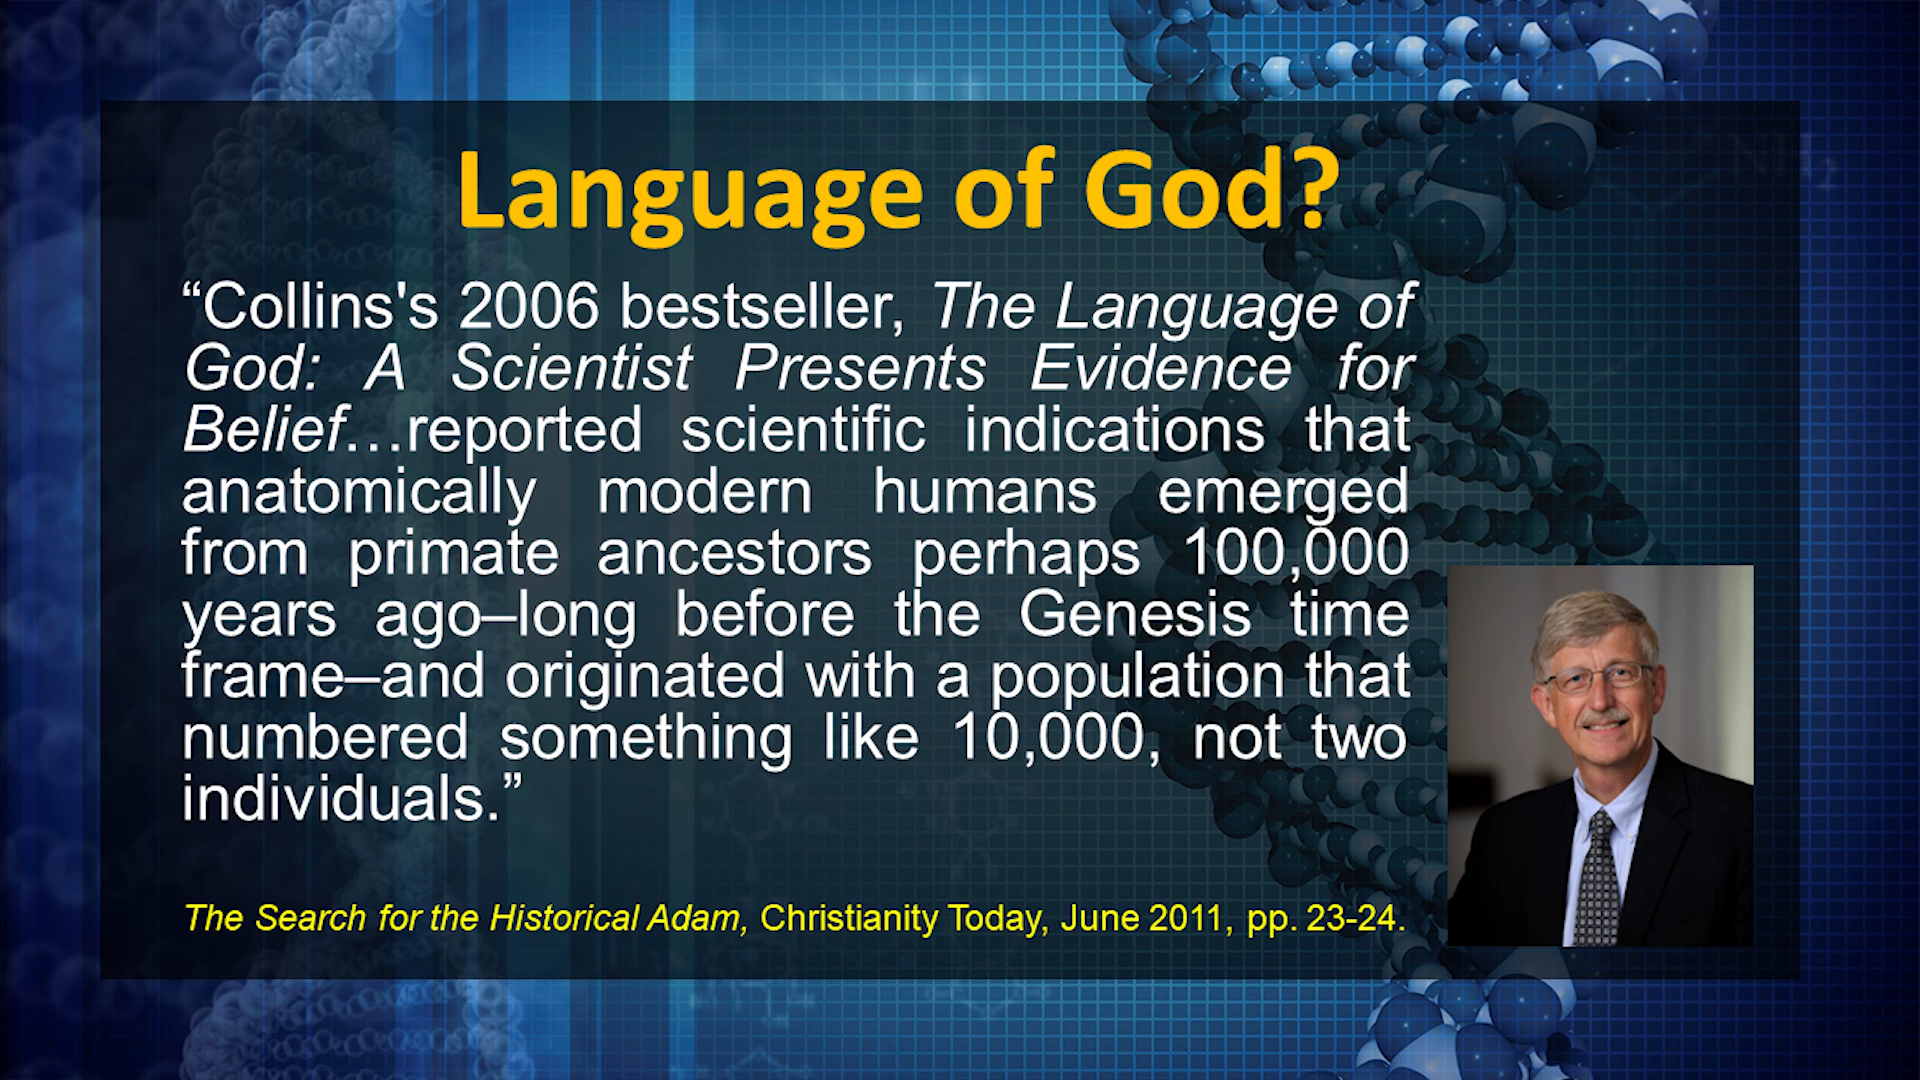 Language of God?
“Collins's 2006 bestseller, The Language of
God: A Scientist Presents Evidence for
Belief…reported scientific indications that
anatomically modern humans emerged
from primate ancestors perhaps 100,000
years ago–long before the Genesis time
frame–and originated with a population that
numbered something like 10,000, not two
individuals.”
The Search for the Historical Adam, Christianity Today, June 2011, pp. 23-24.